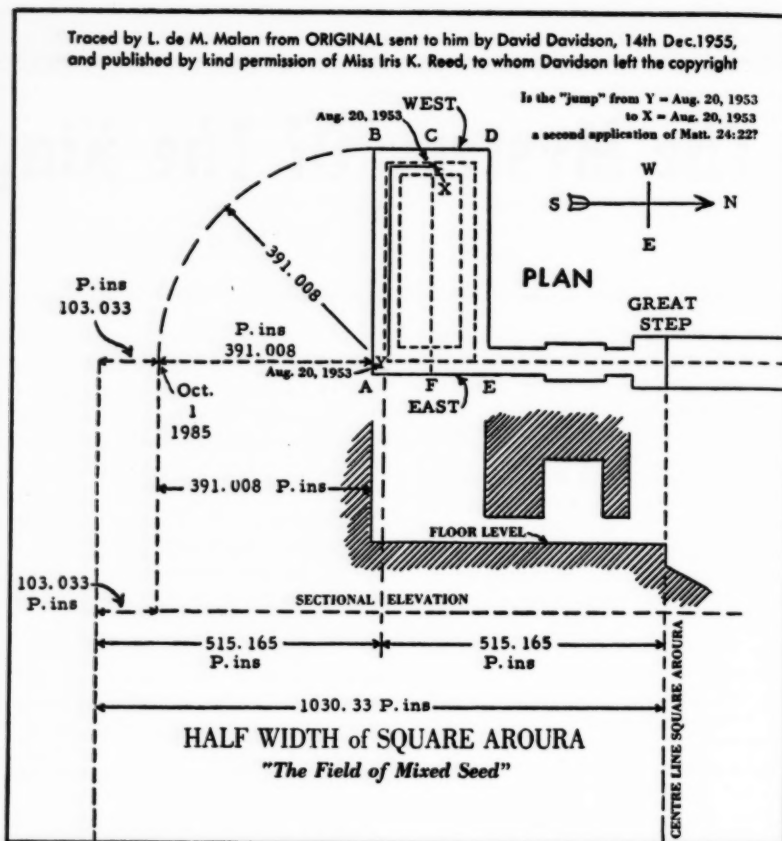 Traced by L. de M. Malan from ORIGINAL sent to him by David Davidson, 14th Dec.1955,
and published by kind permission of Miss Iris K. Reed, to whom Davidson left the copyright
Is the "jump" from Y = Aug. 20, 1953
to X = Aug. 20, 1953
a second application of Matt. 24:22?
WEST
Aug. 20, 1953
B C D
X
W
S N
E
PLAN
391.008
P.ins
103.033
P.ins
391.008
GREAT
STEP
Aug. 20, 1953
Y
Oct.
1
1985
A F E
EAST
391.008 P.ins
FLOOR LEVEL
103.033
P.ins
SECTIONAL ELEVATION
515.165
P.ins
515.165
P.ins
1030.33 P.ins
HALF WIDTH of SQUARE AROURA
"The Field of Mixed Seed"
CENTRE LINE SQUARE AROURA